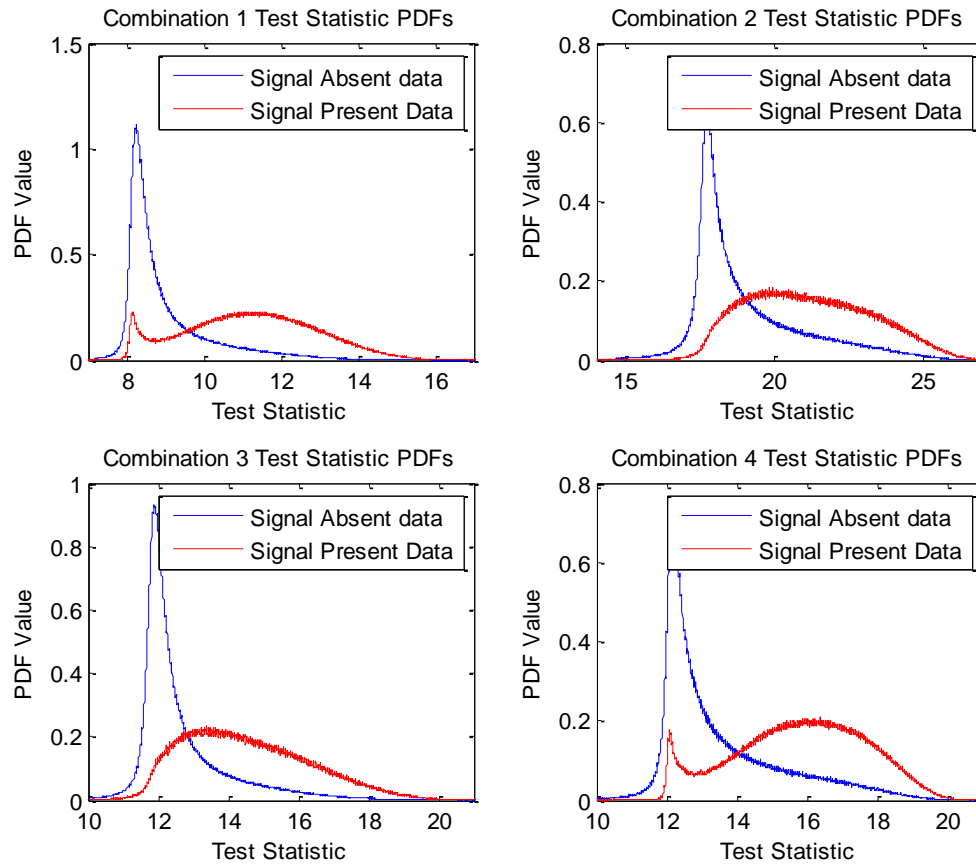 Combination 1 Test Statistic PDFs
1.5
1
0.5
0
PDF Value
Signal Absent data
Signal Present Data
8 10 12 14 16
Test Statistic
Combination 2 Test Statistic PDFs
0.8
0.6
0.4
0.2
0
PDF Value
Signal Absent data
Signal Present Data
15 20 25
Test Statistic
Combination 3 Test Statistic PDFs
1
0.8
0.6
0.4
0.2
0
PDF Value
Signal Absent data
Signal Present Data
10 12 14 16 18 20
Test Statistic
Combination 4 Test Statistic PDFs
0.8
0.6
0.4
0.2
0
PDF Value
Signal Absent data
Signal Present Data
10 12 14 16 18 20
Test Statistic